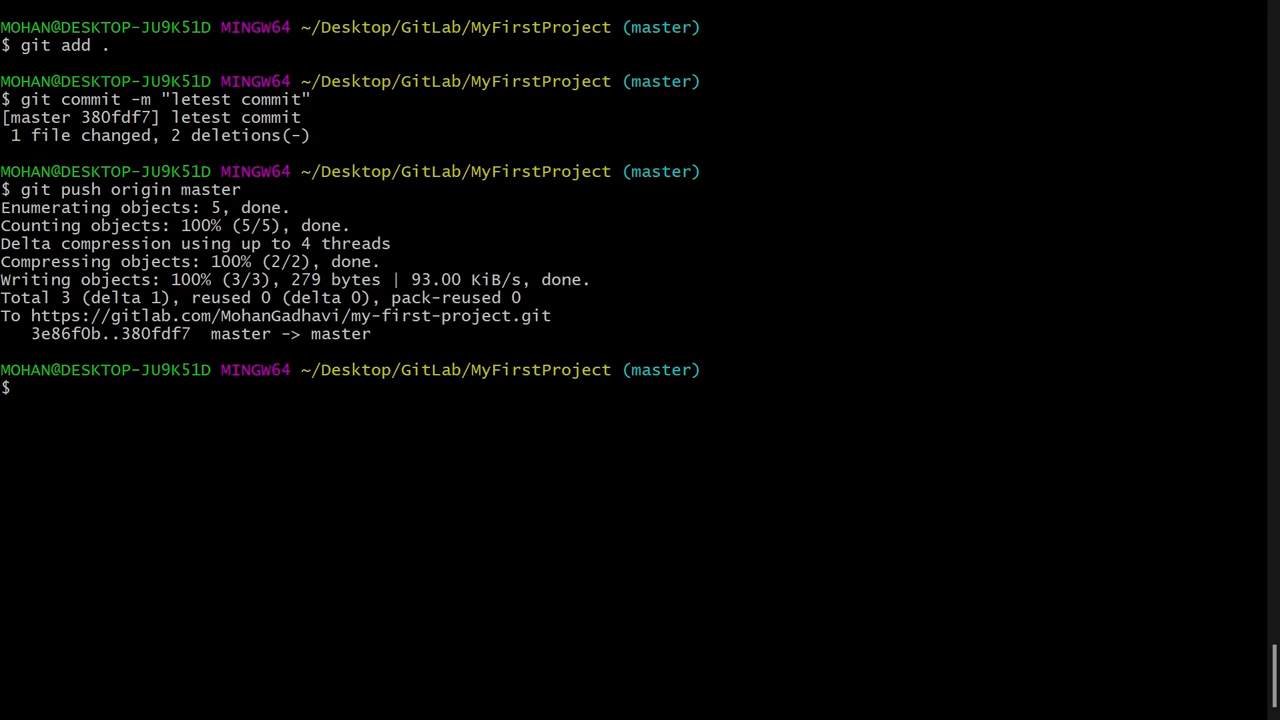 MOHAN@DESKTOP-JU9K51D MINGW64 ~/Desktop/GitLab/MyFirstProject (master)
$ git add .
MOHAN@DESKTOP-JU9K51D MINGW64 ~/Desktop/GitLab/MyFirstProject (master)
$ git commit -m "letest commit"
[master 380fdf7] letest commit
 1 file changed, 2 deletions(-)
MOHAN@DESKTOP-JU9K51D MINGW64 ~/Desktop/GitLab/MyFirstProject (master)
$ git push origin master
Enumerating objects: 5, done.
Counting objects: 100% (5/5), done.
Delta compression using up to 4 threads
Compressing objects: 100% (2/2), done.
Writing objects: 100% (3/3), 279 bytes | 93.00 KiB/s, done.
Total 3 (delta 1), reused 0 (delta 0), pack-reused 0
To https://gitlab.com/MohanGadhavi/my-first-project.git
   3e86f0b..380fdf7  master -> master
MOHAN@DESKTOP-JU9K51D MINGW64 ~/Desktop/GitLab/MyFirstProject (master)
$